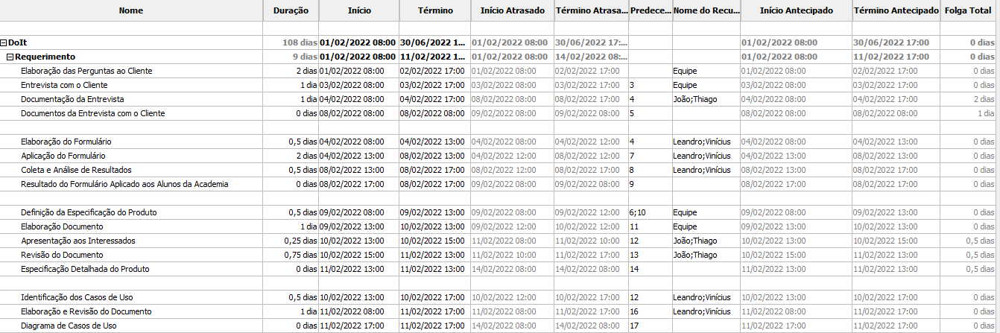 Nome Duração Início Término Início Atrasado Término Atrasa... Predece... Nome do Recu... Início Antecipado Término Antecipado Folga Total
DoIt 108 dias 01/02/2022 08:00 30/06/2022 1... 01/02/2022 08:00 30/06/2022 17:... 01/02/2022 08:00 30/06/2022 17:00 0 dias
Requerimento 9 dias 01/02/2022 08:00 11/02/2022 1... 01/02/2022 08:00 14/02/2022 08:... 01/02/2022 08:00 11/02/2022 17:00 0 dias
Elaboração das Perguntas ao Cliente 2 dias 01/02/2022 08:00 02/02/2022 17:00 01/02/2022 08:00 02/02/2022 17:00 Equipe 01/02/2022 08:00 02/02/2022 17:00 0 dias
Entrevista com o Cliente 1 dia 03/02/2022 08:00 03/02/2022 17:00 03/02/2022 08:00 03/02/2022 17:00 3 Equipe 03/02/2022 08:00 03/02/2022 17:00 0 dias
Documentação da Entrevista 1 dia 04/02/2022 08:00 04/02/2022 17:00 08/02/2022 08:00 08/02/2022 17:00 4 João;Thiago 04/02/2022 08:00 04/02/2022 17:00 2 dias
Documentos da Entrevista com o Cliente 0 dias 08/02/2022 08:00 08/02/2022 08:00 09/02/2022 08:00 09/02/2022 08:00 5 08/02/2022 08:00 08/02/2022 08:00 1 dia
Elaboração do Formulário 0,5 dias 04/02/2022 08:00 04/02/2022 13:00 04/02/2022 08:00 04/02/2022 12:00 4 Leandro;Vinícius 04/02/2022 08:00 04/02/2022 13:00 0 dias
Aplicação do Formulário 2 dias 04/02/2022 13:00 08/02/2022 13:00 04/02/2022 12:00 08/02/2022 12:00 7 Leandro;Vinícius 04/02/2022 13:00 08/02/2022 13:00 0 dias
Coleta e Análise de Resultados 0,5 dias 08/02/2022 13:00 08/02/2022 17:00 08/02/2022 12:00 08/02/2022 17:00 8 Leandro;Vinícius 08/02/2022 13:00 08/02/2022 17:00 0 dias
Resultado do Formulário Aplicado aos Alunos da Academia 0 dias 08/02/2022 17:00 08/02/2022 17:00 09/02/2022 08:00 09/02/2022 08:00 9 08/02/2022 17:00 08/02/2022 17:00 0 dias
Definição da Especificação do Produto 0,5 dias 09/02/2022 08:00 09/02/2022 13:00 09/02/2022 08:00 09/02/2022 12:00 6;10 Equipe 09/02/2022 08:00 09/02/2022 13:00 0 dias
Elaboração Documento 1 dia 09/02/2022 13:00 10/02/2022 13:00 09/02/2022 12:00 10/02/2022 12:00 11 Equipe 09/02/2022 13:00 10/02/2022 13:00 0 dias
Apresentação aos Interessados 0,25 dias 10/02/2022 13:00 10/02/2022 15:00 11/02/2022 08:00 11/02/2022 10:00 12 João;Thiago 10/02/2022 13:00 10/02/2022 15:00 0,5 dias
Revisão do Documento 0,75 dias 10/02/2022 15:00 11/02/2022 13:00 11/02/2022 10:00 11/02/2022 17:00 13 João;Thiago 10/02/2022 15:00 11/02/2022 13:00 0,5 dias
Especificação Detalhada do Produto 0 dias 11/02/2022 13:00 11/02/2022 13:00 14/02/2022 08:00 14/02/2022 08:00 14 11/02/2022 13:00 11/02/2022 13:00 0,5 dias
Identificação dos Casos de Uso 0,5 dias 10/02/2022 13:00 10/02/2022 17:00 10/02/2022 12:00 10/02/2022 17:00 12 Leandro;Vinícius 10/02/2022 13:00 10/02/2022 17:00 0 dias
Elaboração e Revisão do Documento 1 dia 11/02/2022 08:00 11/02/2022 17:00 11/02/2022 08:00 11/02/2022 17:00 16 Leandro;Vinícius 11/02/2022 08:00 11/02/2022 17:00 0 dias
Diagrama de Casos de Uso 0 dias 11/02/2022 17:00 11/02/2022 17:00 14/02/2022 08:00 14/02/2022 08:00 17 11/02/2022 17:00 11/02/2022 17:00 0 dias